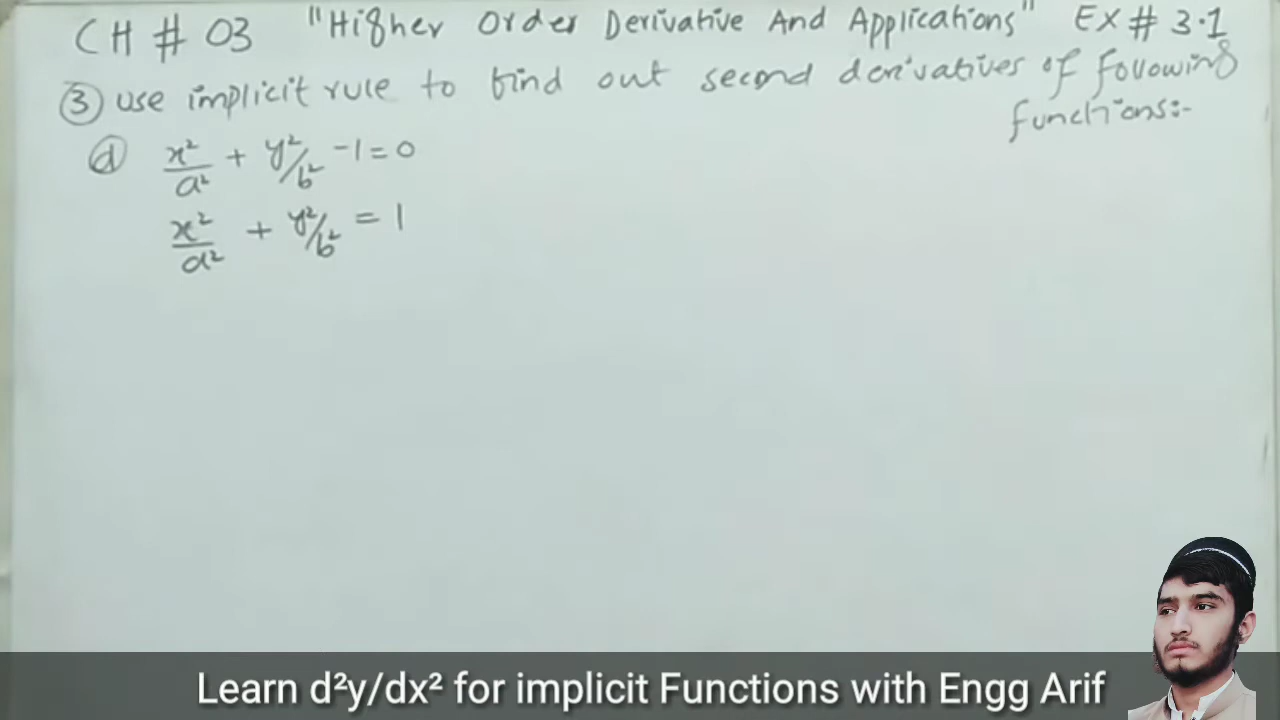 CH # 03 "Higher Order Derivative And Applications" EX # 3.1
③ use implicit rule to find out second derivatives of following
functions:-
ⓓ x²/a² + y²/b² -1 = 0
x²/a² + y²/b² = 1
Learn d²y/dx² for implicit Functions with Engg Arif